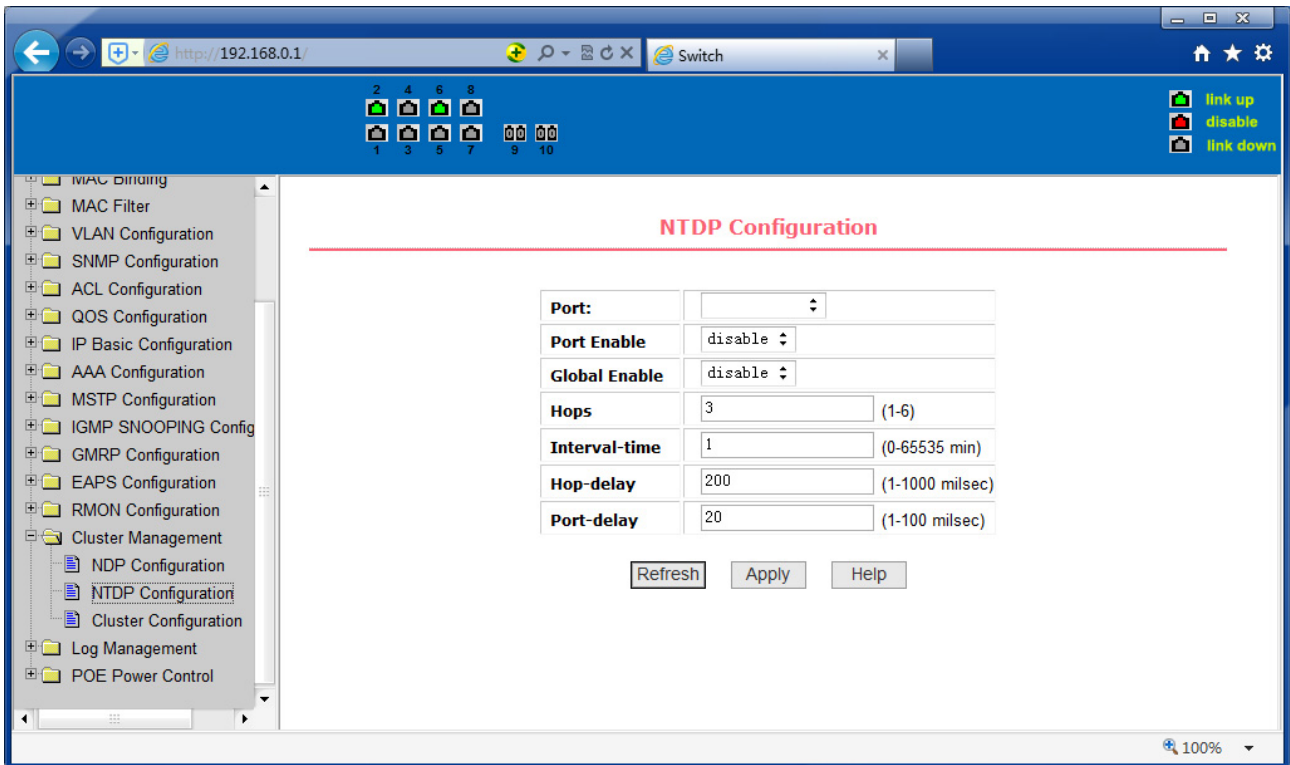 http://192.168.0.1/
Switch
2 4 6 8
1 3 5 7 9 10
link up
disable
link down
MAC Binding
MAC Filter
VLAN Configuration
SNMP Configuration
ACL Configuration
QOS Configuration
IP Basic Configuration
AAA Configuration
MSTP Configuration
IGMP SNOOPING Config
GMRP Configuration
EAPS Configuration
RMON Configuration
Cluster Management
NDP Configuration
NTDP Configuration
Cluster Configuration
Log Management
POE Power Control
NTDP Configuration
Port:
Port Enable disable
Global Enable disable
Hops 3 (1-6)
Interval-time 1 (0-65535 min)
Hop-delay 200 (1-1000 milsec)
Port-delay 20 (1-100 milsec)
Refresh Apply Help
100%